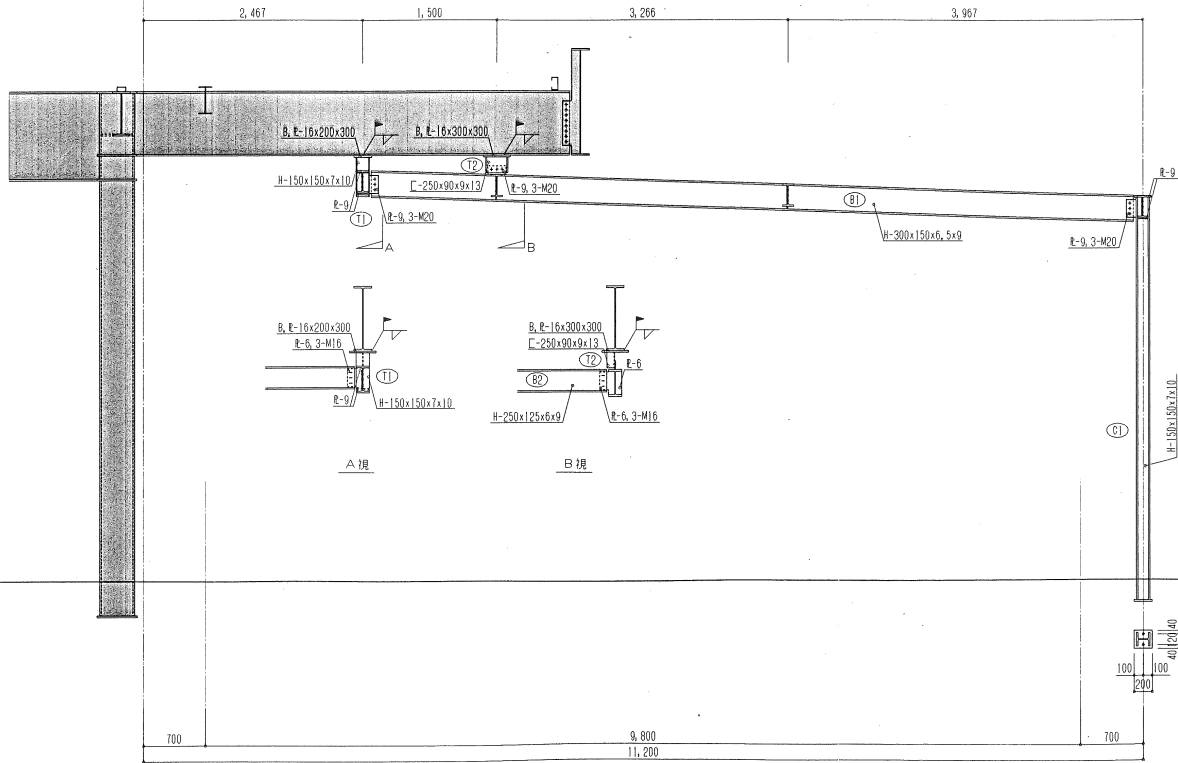 2,467
1,500
3,266
3,967
B, PL-16x200x300
B, PL-16x300x300
T2
H-150x150x7x10
[-250x90x9x13
PL-9, 3-M20
PL-9
T1
PL-9, 3-M20
B1
PL-9
H-300x150x6,5x9
PL-9, 3-M20
A
B
B, PL-16x200x300
PL-6, 3-M16
T1
PL-9
H-150x150x7x10
A視
B, PL-16x300x300
[-250x90x9x13
T2
PL-6
B2
H-250x125x6x9
PL-6, 3-M16
B視
C1
H-150x150x7x10
40
120
40
100
100
200
700
9,800
700
11,200